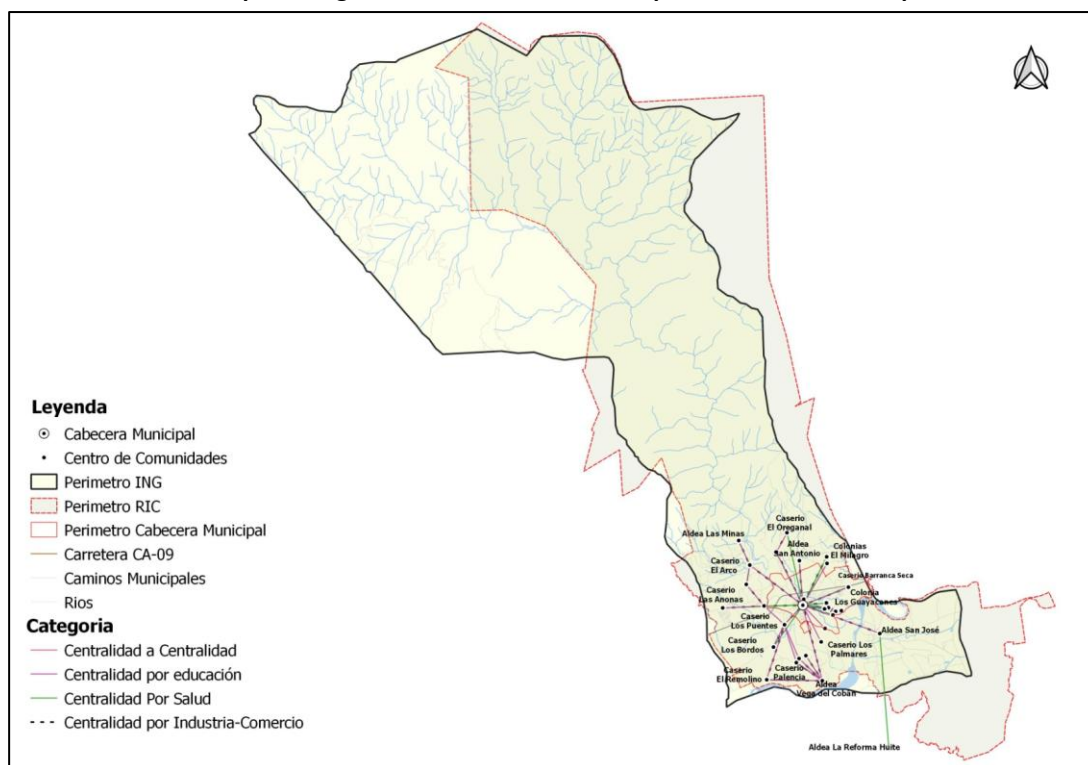 Leyenda
Cabecera Municipal
Centro de Comunidades
Perimetro ING
Perimetro RIC
Perimetro Cabecera Municipal
Carretera CA-09
Caminos Municipales
Rios
Categoria
Centralidad a Centralidad
Centralidad por educación
Centralidad Por Salud
Centralidad por Industria-Comercio
Caserio
El Oreganal
Aldea Las Minas
Aldea
San Antonio
Colonias
El Milagro
Caserio
El Arco
Caserio Barranca Seca
Caserio
Las Anonas
Colonia
Los Guayacanes
Caserio
Los Puentes
Aldea San José
Caserio
Los Bordos
Caserio Los
Palmares
Caserio
El Remolino
Caserio
Palencia
Aldea
Vega del Coban
Aldea La Reforma Huite